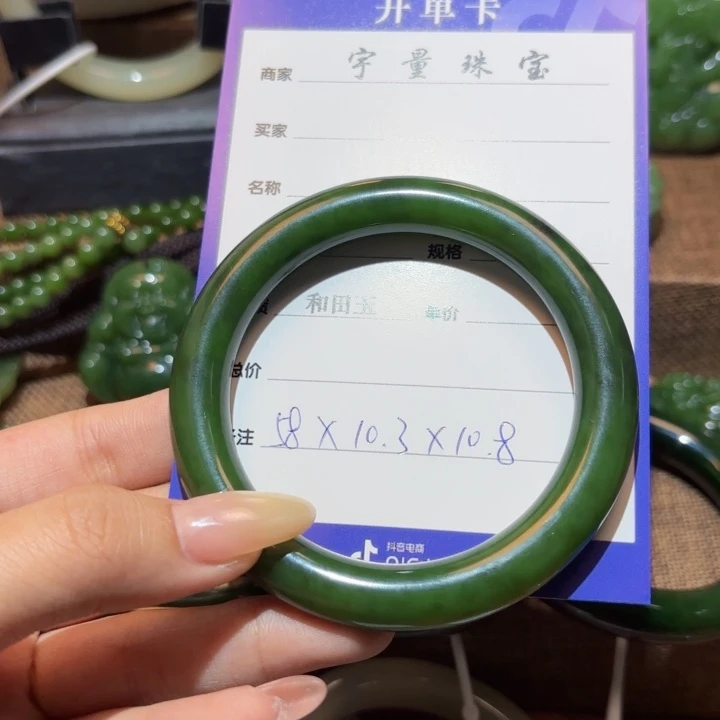 开单卡
商家 宇量珠宝
买家
名称
规格
和田玉 单价
总价
注 58×10.3×10.8
抖音电商